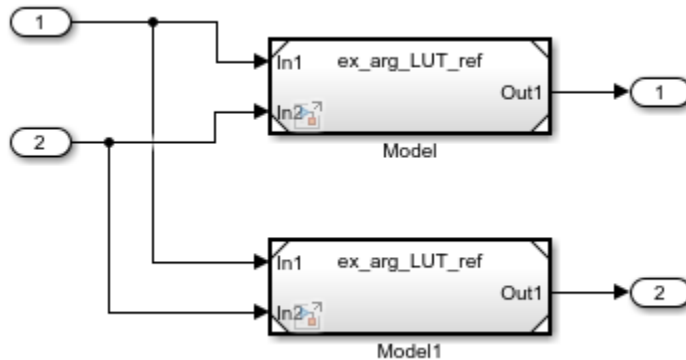 1
In1
ex_arg_LUT_ref
Out1
1
In2
2
Model
In1
ex_arg_LUT_ref
Out1
2
In2
Model1